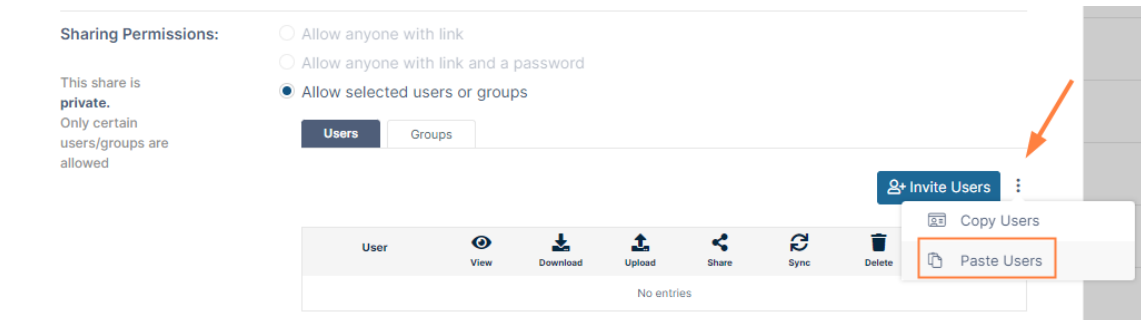 Sharing Permissions:
This share is
private.
Only certain
users/groups are
allowed
Allow anyone with link
Allow anyone with link and a password
Allow selected users or groups
Users Groups
Invite Users
Copy Users
Paste Users
User View Download Upload Share Sync Delete
No entries